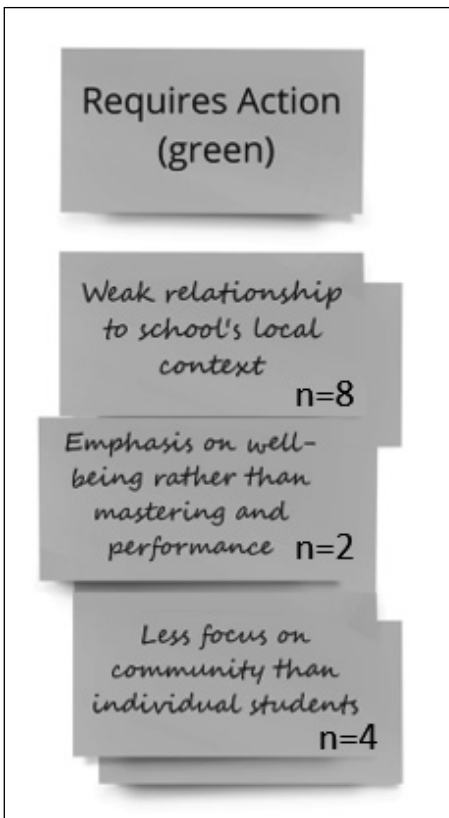 Requires Action
(green)
Weak relationship
to school's local
context
n=8
Emphasis on well-
being rather than
mastering and
performance
n=2
Less focus on
community than
individual students
n=4